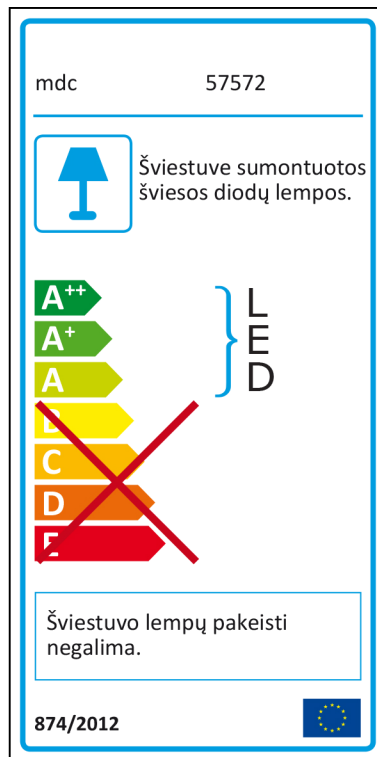 mdc 57572
Šviestuve sumontuotos
šviesos diodų lempos.
A++
A+
A
B
C
D
E
L
E
D
Šviestuvo lempų pakeisti
negalima.
874/2012